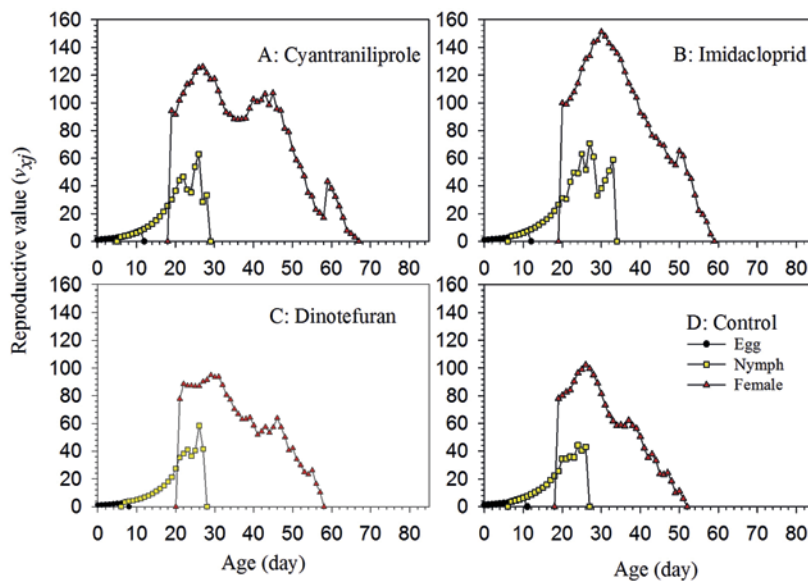 Reproductive value (vxj)
A: Cyantraniliprole
160
140
120
100
80
60
40
20
0
0 10 20 30 40 50 60 70 80
B: Imidacloprid
160
140
120
100
80
60
40
20
0
0 10 20 30 40 50 60 70 80
C: Dinotefuran
160
140
120
100
80
60
40
20
0
0 10 20 30 40 50 60 70 80
Age (day)
D: Control
Egg
Nymph
Female
160
140
120
100
80
60
40
20
0
0 10 20 30 40 50 60 70 80
Age (day)